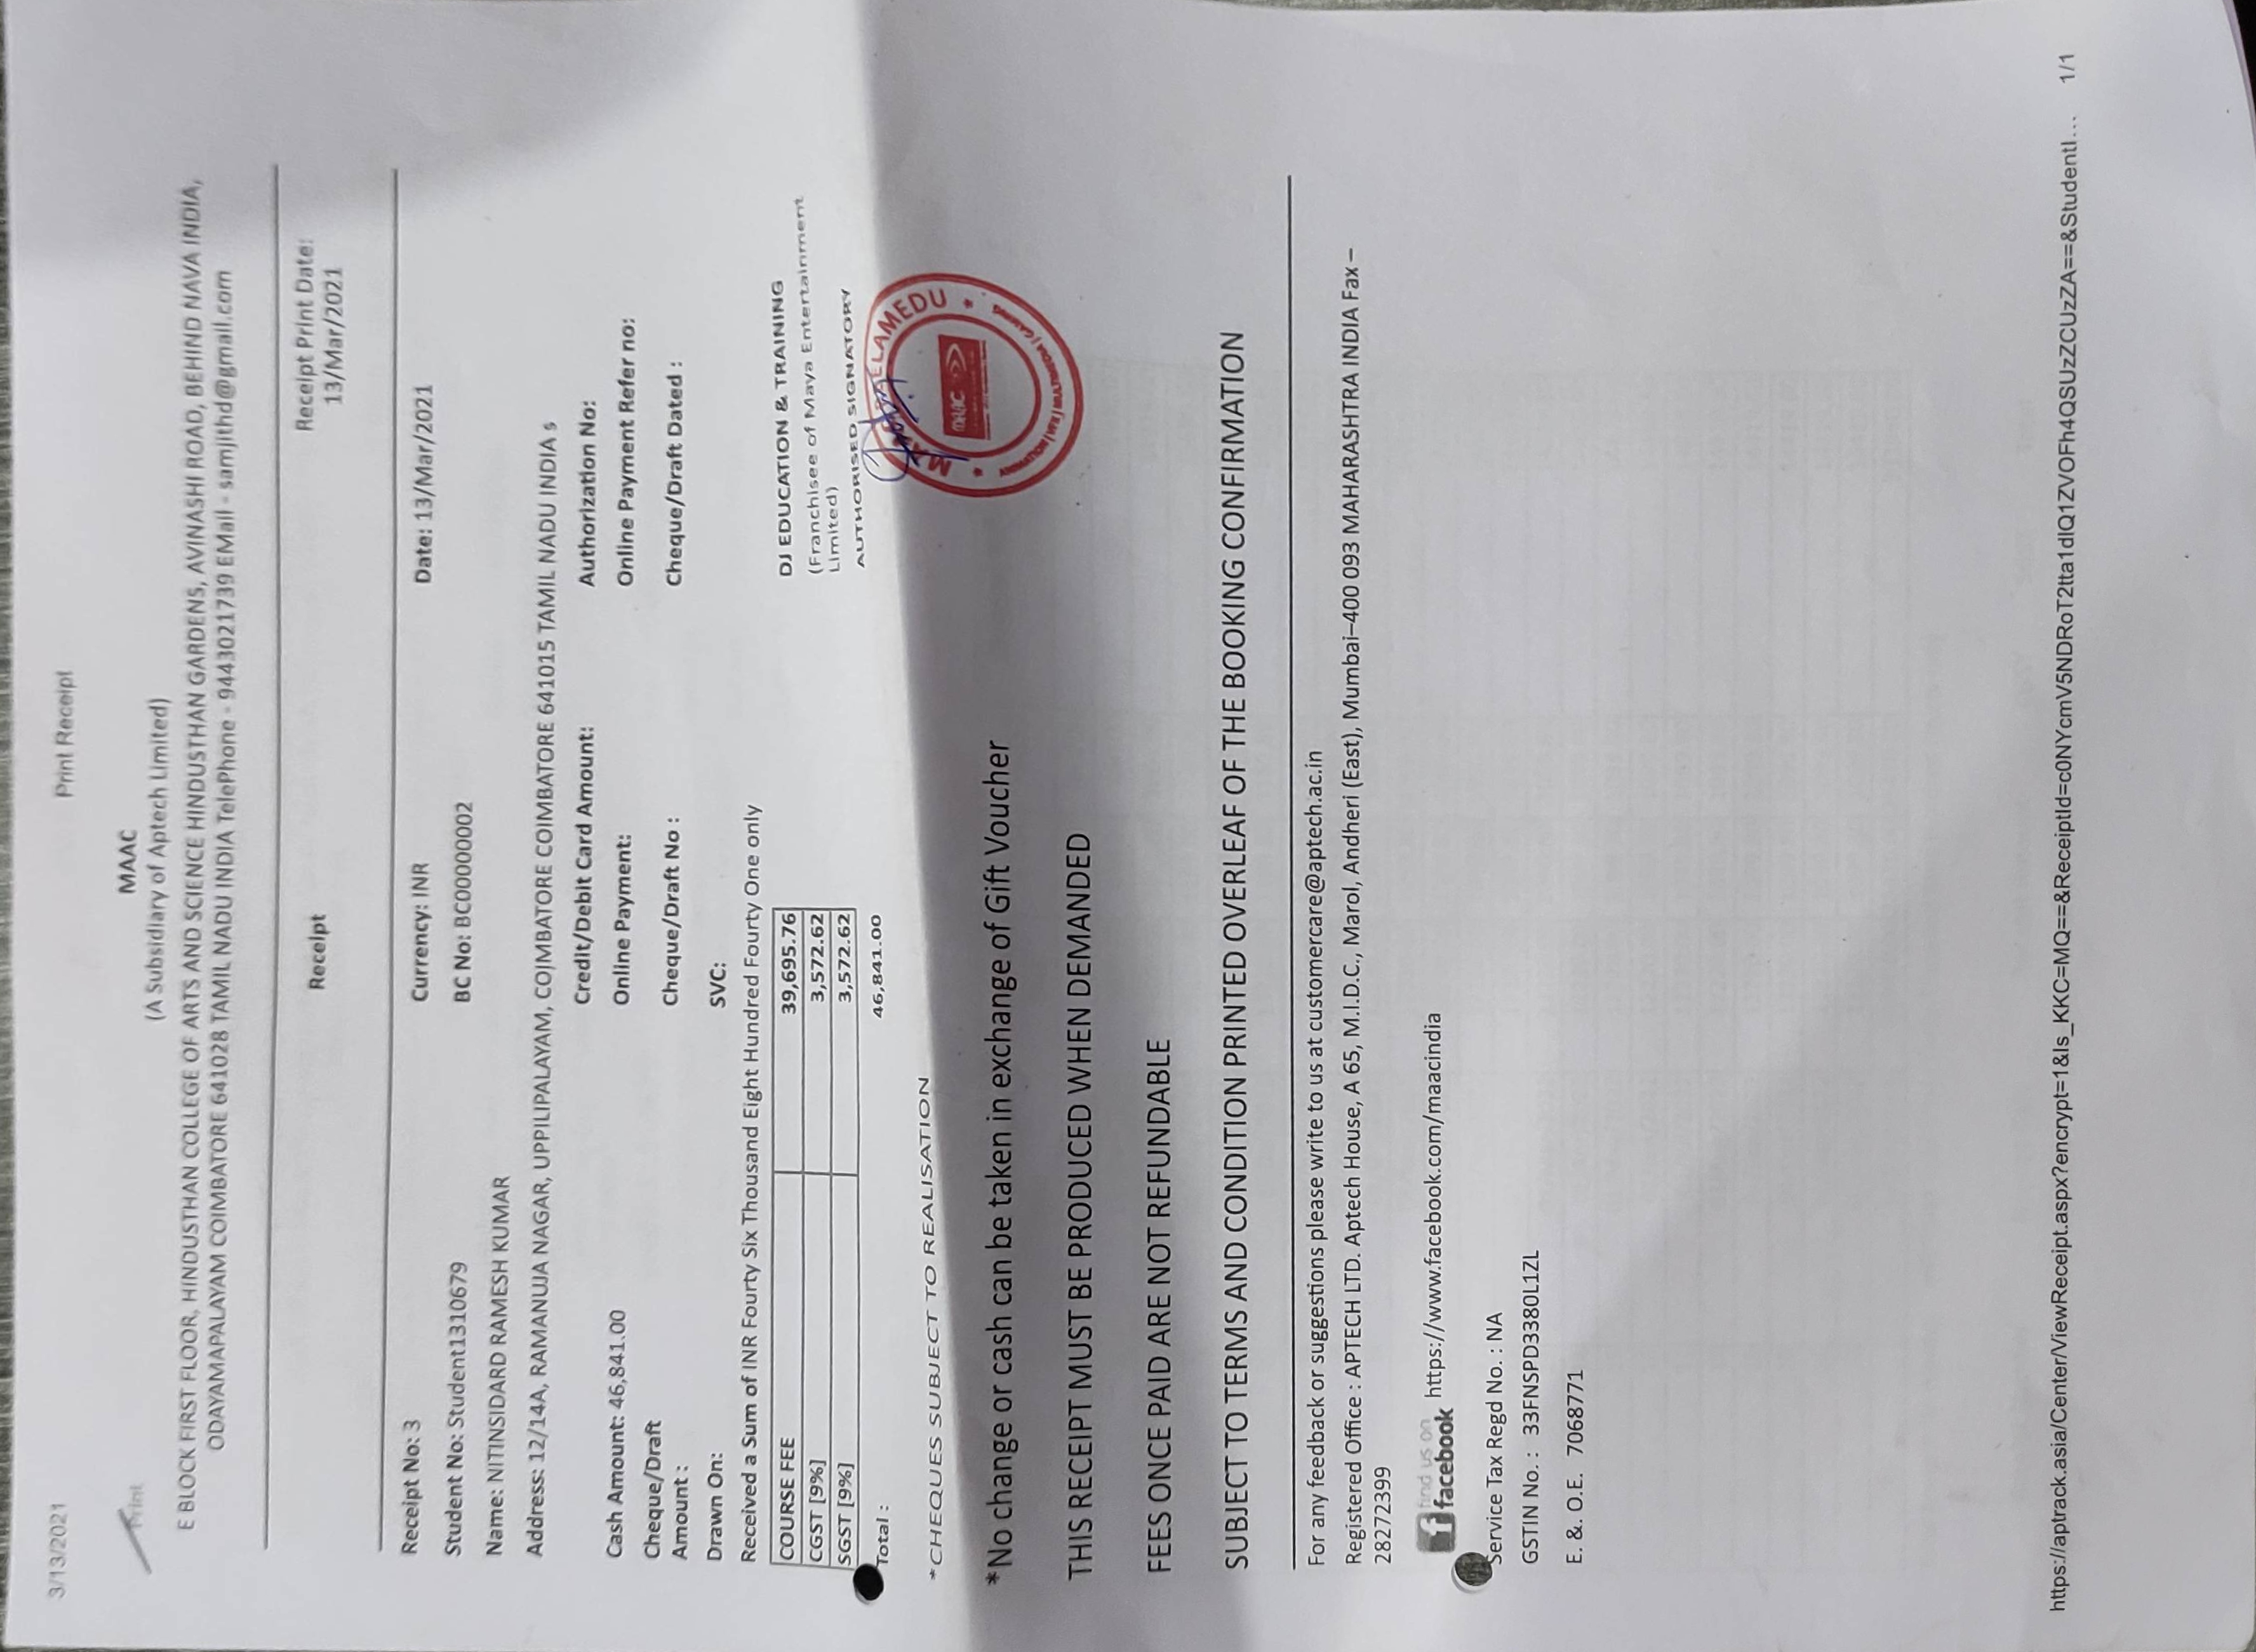 3/13/2021
Print Receipt
Print
MAAC
(A Subsidiary of Aptech Limited)
E BLOCK FIRST FLOOR, HINDUSTHAN COLLEGE OF ARTS AND SCIENCE HINDUSTHAN GARDENS, AVINASHI ROAD, BEHIND NAVA INDIA,
ODAYAMAPALAYAM COIMBATORE 641028 TAMIL NADU INDIA TelePhone - 9443021739 EMail - samjithd@gmail.com
Receipt
Receipt Print Date:
13/Mar/2021
Receipt No: 3
Currency: INR
Date: 13/Mar/2021
Student No: Student1310679
BC No: BC00000002
Name: NITINSIDARD RAMESH KUMAR
Address: 12/14A, RAMANUJA NAGAR, UPPILIPALAYAM, COIMBATORE COIMBATORE 641015 TAMIL NADU INDIA s
Credit/Debit Card Amount:
Authorization No:
Cash Amount: 46,841.00
Online Payment:
Online Payment Refer no:
Cheque/Draft
Amount :
Cheque/Draft No :
Cheque/Draft Dated :
Drawn On:
SVC:
Received a Sum of INR Fourty Six Thousand Eight Hundred Fourty One only
COURSE FEE 39,695.76
CGST [9%] 3,572.62
SGST [9%] 3,572.62
Total : 46,841.00
DJ EDUCATION & TRAINING
(Franchisee of Maya Entertainment
Limited)
AUTHORISED SIGNATORY
MAAC
ANIMATION | VFX | MULTIMEDIA | GAMING
*CHEQUES SUBJECT TO REALISATION
*No change or cash can be taken in exchange of Gift Voucher
THIS RECEIPT MUST BE PRODUCED WHEN DEMANDED
FEES ONCE PAID ARE NOT REFUNDABLE
SUBJECT TO TERMS AND CONDITION PRINTED OVERLEAF OF THE BOOKING CONFIRMATION
For any feedback or suggestions please write to us at customercare@aptech.ac.in
Registered Office : APTECH LTD. Aptech House, A 65, M.I.D.C., Marol, Andheri (East), Mumbai–400 093 MAHARASHTRA INDIA Fax –
28272399
find us on
facebook https://www.facebook.com/maacindia
Service Tax Regd No. : NA
GSTIN No. : 33FNSPD3380L1ZL
E. &. O.E. 7068771
https://aptrack.asia/Center/ViewReceipt.aspx?encrypt=1&Is_KKC=MQ==&ReceiptId=c0NYcmV5NDRoT2tta1dlQ1ZVOFh4QSUzZCUzZA==&StudentI... 1/1